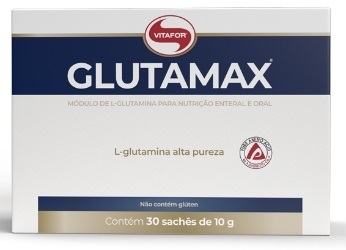 VITAFOR®
GLUTAMAX®
MÓDULO DE L-GLUTAMINA PARA NUTRIÇÃO ENTERAL E ORAL
L-glutamina alta pureza
Não contém glúten
Contém 30 sachês de 10 g